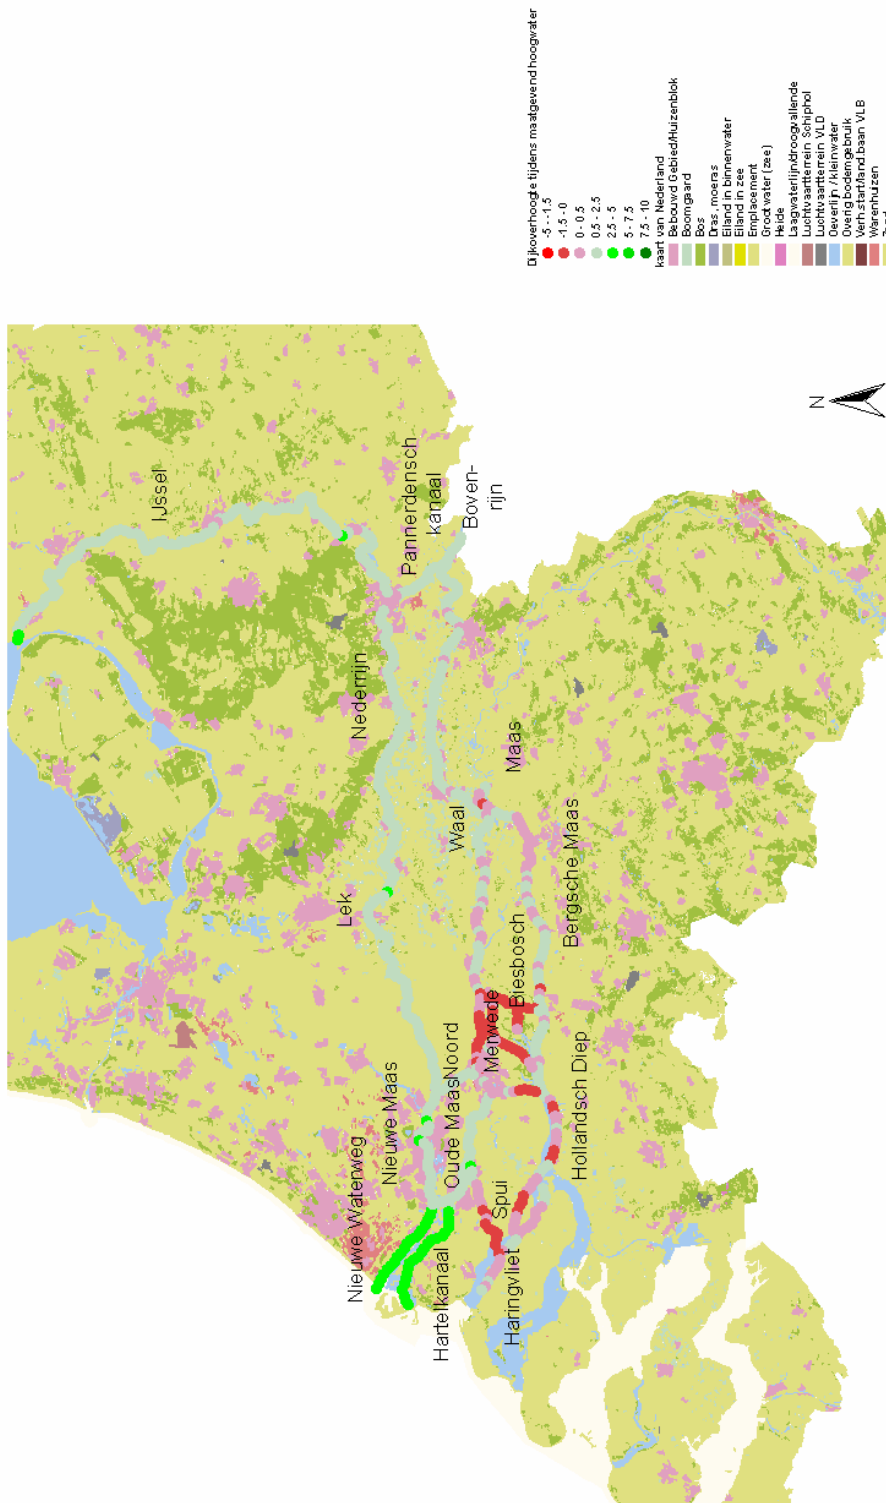 Dijkoverhoogte tijdens maatgevend hoogwater
-5 - -1.5
-1.5 - 0
0 - 0.5
0.5 - 2.5
2.5 - 5
5 - 7.5
7.5 - 10
kaart van Nederland
Bebouwd Gebied/Huizenblok
Boomgaard
Bos
Dras, moeras
Eiland in binnenwater
Eiland in zee
Emplacement
Groot water (zee)
Heide
Laagwaterlijn/droogvallende
Luchtvaartterrein Schiphol
Luchtvaartterrein VLD
Oeverlijn / kleinwater
Overig bodemgebruik
Verh.start/land.baan VLB
Warenhuizen
N
IJssel
Pannerdensch
kanaal
Boven-
rijn
Nederrijn
Maas
Waal
Lek
Bergsche Maas
Biesbosch
Merwede
Noord
Oude Maas
Nieuwe Maas
Hollandsch Diep
Spui
Nieuwe Waterweg
Hartelkanaal
Haringvliet